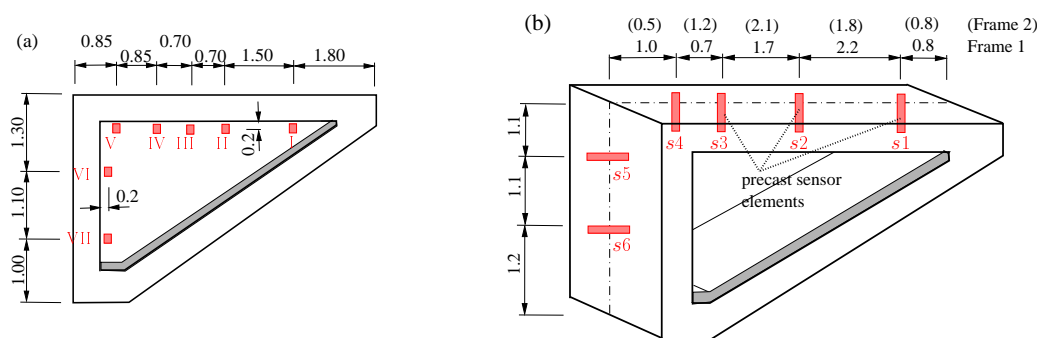 (a)
0.85
0.85
0.70
0.70
1.50
1.80
1.30
1.10
1.00
V
IV
III
II
I
0.2
VI
0.2
VII
(b)
(0.5)
(1.2)
(2.1)
(1.8)
(0.8)
(Frame 2)
1.0
0.7
1.7
2.2
0.8
Frame 1
1.1
1.1
1.2
s4
s3
s2
s1
s5
s6
precast sensor
elements